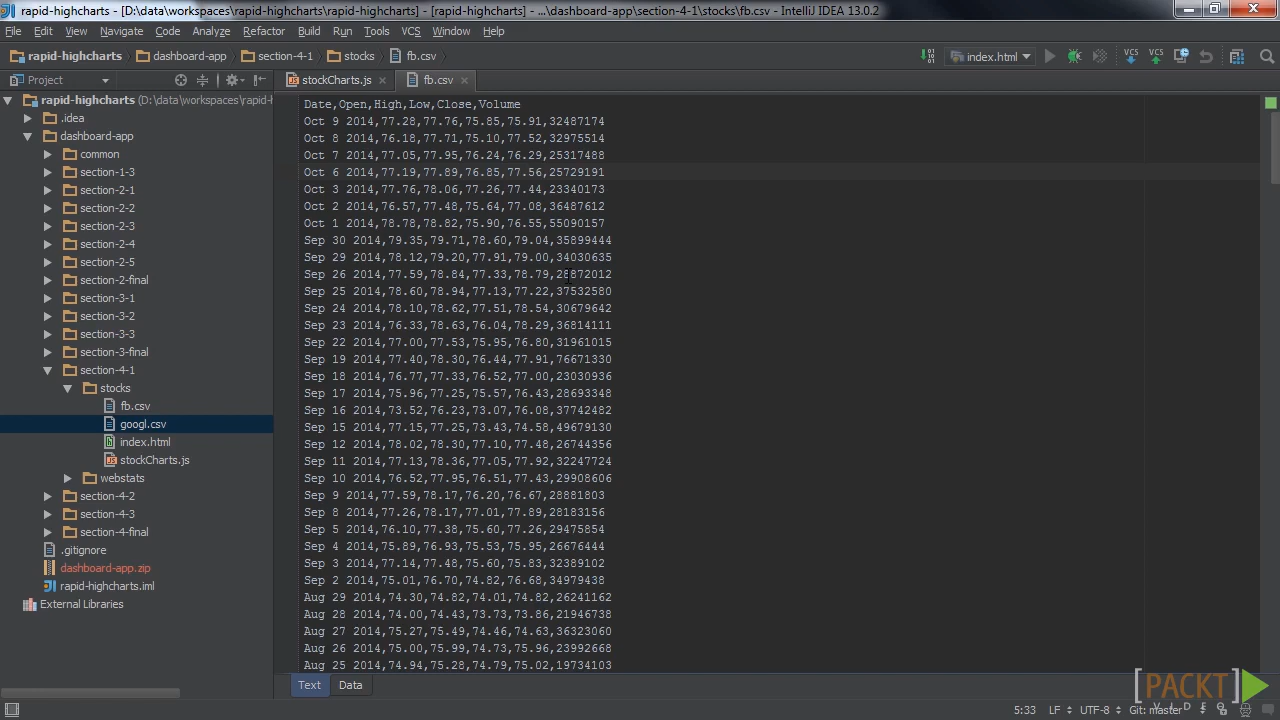 rapid-highcharts - [D:\data\workspaces\rapid-highcharts\rapid-highcharts] - [rapid-highcharts] - ...\dashboard-app\section-4-1\stocks\fb.csv - IntelliJ IDEA 13.0.2
File Edit View Navigate Code Analyze Refactor Build Run Tools VCS Window Help
rapid-highcharts dashboard-app section-4-1 stocks fb.csv index.html VCS VCS
Project stockCharts.js fb.csv
rapid-highcharts (D:\data\workspaces\rapid-h
.idea
dashboard-app
common
section-1-3
section-2-1
section-2-2
section-2-3
section-2-4
section-2-5
section-2-final
section-3-1
section-3-2
section-3-3
section-3-final
section-4-1
stocks
fb.csv
googl.csv
index.html
stockCharts.js
webstats
section-4-2
section-4-3
section-4-final
.gitignore
dashboard-app.zip
rapid-highcharts.iml
External Libraries
Date,Open,High,Low,Close,Volume
Oct 9 2014,77.28,77.76,75.85,75.91,32487174
Oct 8 2014,76.18,77.71,75.10,77.52,32975514
Oct 7 2014,77.05,77.95,76.24,76.29,25317488
Oct 6 2014,77.19,77.89,76.85,77.56,25729191
Oct 3 2014,77.76,78.06,77.26,77.44,23340173
Oct 2 2014,76.57,77.48,75.64,77.08,36487612
Oct 1 2014,78.78,78.82,75.90,76.55,55090157
Sep 30 2014,79.35,79.71,78.60,79.04,35899444
Sep 29 2014,78.12,79.20,77.91,79.00,34030635
Sep 26 2014,77.59,78.84,77.33,78.79,28872012
Sep 25 2014,78.60,78.94,77.13,77.22,37532580
Sep 24 2014,78.10,78.62,77.51,78.54,30679642
Sep 23 2014,76.33,78.63,76.04,78.29,36814111
Sep 22 2014,77.00,77.53,75.95,76.80,31961015
Sep 19 2014,77.40,78.30,76.44,77.91,76671330
Sep 18 2014,76.77,77.33,76.52,77.00,23030936
Sep 17 2014,75.96,77.25,75.57,76.43,28693348
Sep 16 2014,73.52,76.23,73.07,76.08,37742482
Sep 15 2014,77.15,77.25,73.43,74.58,49679130
Sep 12 2014,78.02,78.30,77.10,77.48,26744356
Sep 11 2014,77.13,78.36,77.05,77.92,32247724
Sep 10 2014,76.52,77.95,76.51,77.43,29908606
Sep 9 2014,77.59,78.17,76.20,76.67,28881803
Sep 8 2014,77.26,78.17,77.01,77.89,28183156
Sep 5 2014,76.10,77.38,75.60,77.26,29475854
Sep 4 2014,75.89,76.93,75.53,75.95,26676444
Sep 3 2014,77.14,77.48,75.60,75.83,32389102
Sep 2 2014,75.01,76.70,74.82,76.68,34979438
Aug 29 2014,74.30,74.82,74.01,74.82,26241162
Aug 28 2014,74.00,74.43,73.73,73.86,21946738
Aug 27 2014,75.27,75.49,74.46,74.63,36323060
Aug 26 2014,75.00,75.99,74.73,75.96,23992668
Aug 25 2014,74.94,75.28,74.79,75.02,19734103
Text Data
[PACKT]
5:33 LF UTF-8 Git: master